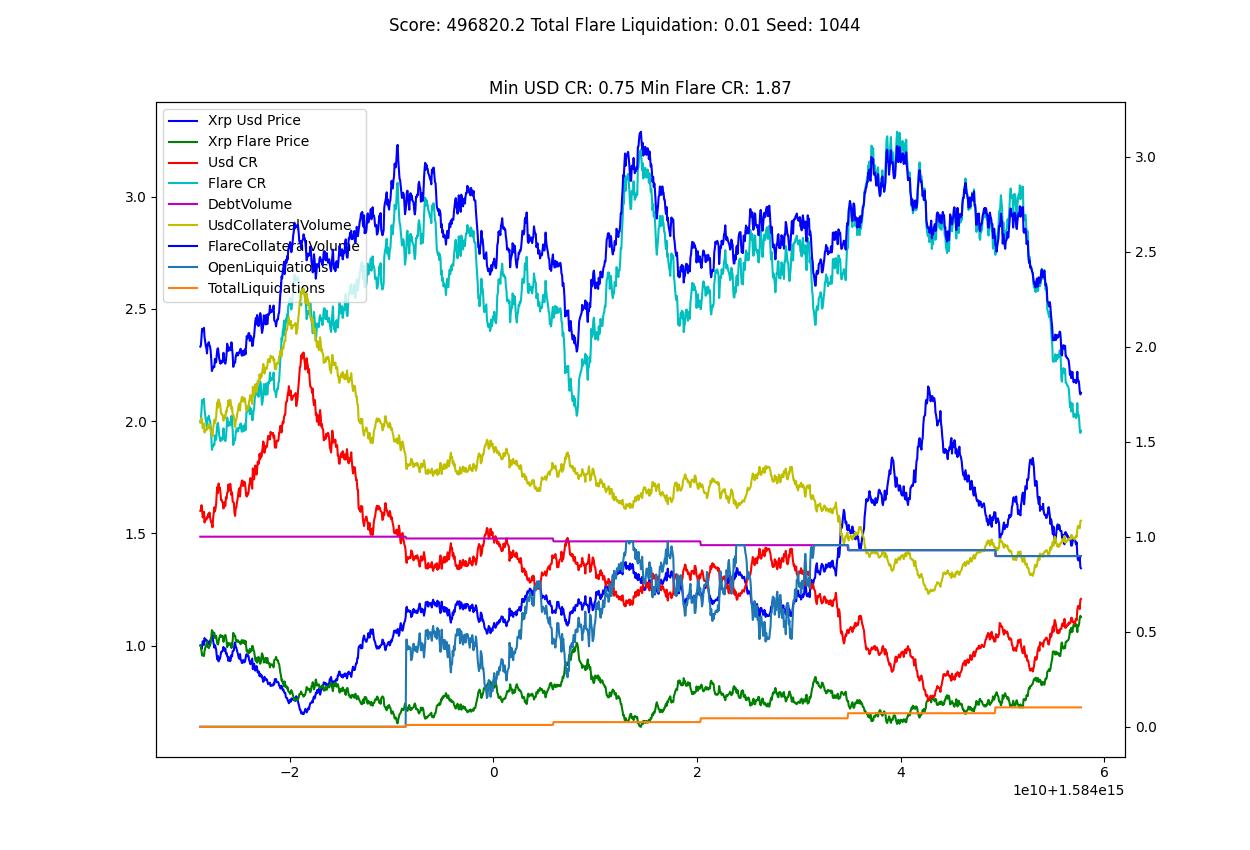 Score: 496820.2 Total Flare Liquidation: 0.01 Seed: 1044
Min USD CR: 0.75 Min Flare CR: 1.87
Xrp Usd Price
Xrp Flare Price
Usd CR
Flare CR
DebtVolume
UsdCollateralVolume
FlareCollateralVolume
OpenLiquidations
TotalLiquidations
3.0
2.5
2.0
1.5
1.0
3.0
2.5
2.0
1.5
1.0
0.5
0.0
−2 0 2 4 6
1e10+1.584e15